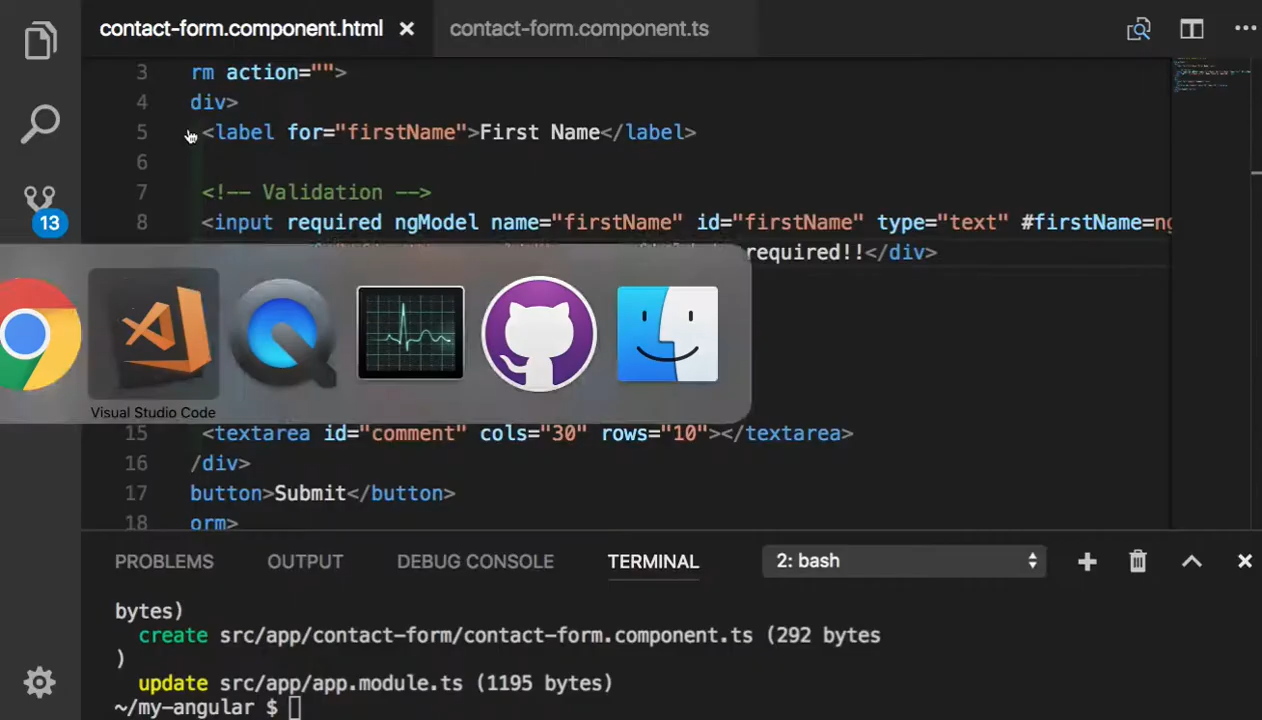 contact-form.component.html
contact-form.component.ts
3 rm action="">
4 div>
5 <label for="firstName">First Name</label>
6
7 <!-- Validation -->
8 <input required ngModel name="firstName" id="firstName" type="text" #firstName=ng
required!!</div>
13
Visual Studio Code
15 <textarea id="comment" cols="30" rows="10"></textarea>
16 /div>
17 button>Submit</button>
18 orm>
PROBLEMS OUTPUT DEBUG CONSOLE TERMINAL 2: bash
bytes)
create src/app/contact-form/contact-form.component.ts (292 bytes
)
update src/app/app.module.ts (1195 bytes)
~/my-angular $